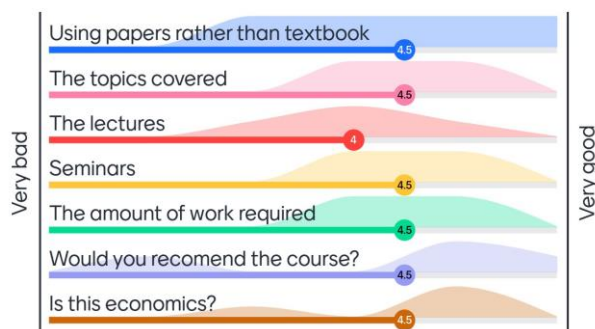 Using papers rather than textbook
4.5
The topics covered
4.5
The lectures
4
Seminars
4.5
The amount of work required
4.5
Would you recomend the course?
4.5
Is this economics?
4.5
Very bad
Very good